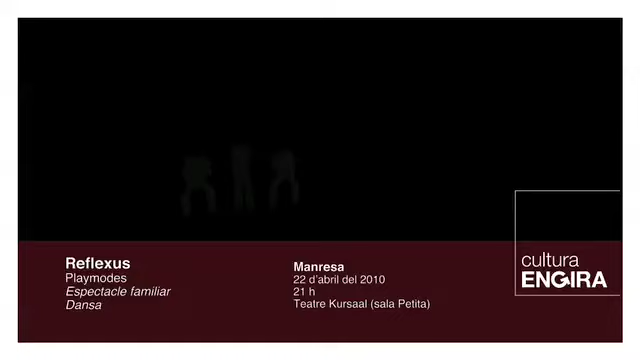 Reflexus
Playmodes
Espectacle familiar
Dansa
Manresa
22 d'abril del 2010
21 h
Teatre Kursaal (sala Petita)
cultura
ENGIRA